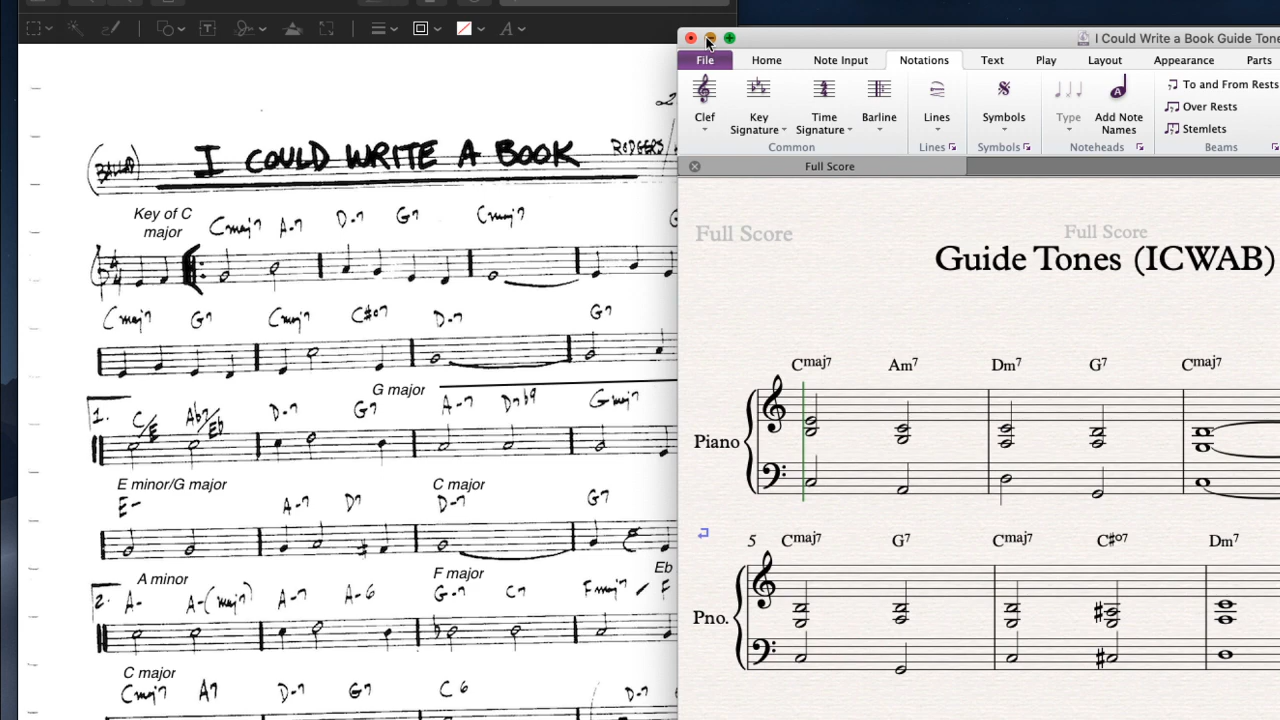 (BALLAD)
I COULD WRITE A BOOK
RODGERS/
Key of C
major
Cmaj7 A-7 D-7 G7 Cmaj7 G
Cmaj7 G7 Cmaj7 C#o7 D-7 G7
G major
1. C/E Ab7/Eb D-7 G7 A-7 D7b9 Gmaj7
E minor/G major
C major
E- A-7 D7 D-7 G7
A minor
F major
Eb
2. A- A-(maj7) A-7 A-6 G-7 C7 Fmaj7 / F
C major
Cmaj7 A7 D-7 G7 C6 D-7
I Could Write a Book Guide Tones
File Home Note Input Notations Text Play Layout Appearance Parts
Clef
Key
Signature
Time
Signature
Barline
Common
Lines
Lines
Symbols
Symbols
Type
Add Note
Names
Noteheads
To and From Rests
Over Rests
Stemlets
Beams
Full Score
Full Score
Full Score
Guide Tones (ICWAB)
Cmaj7 Am7 Dm7 G7 Cmaj7
Piano
5 Cmaj7 G7 Cmaj7 C#o7 Dm7
Pno.